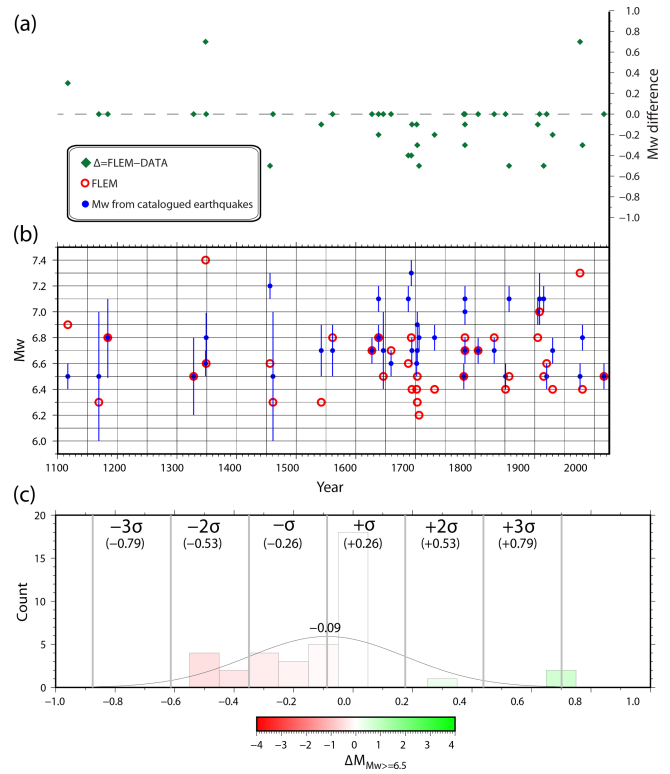 (a)
1.0
0.8
0.6
0.4
0.2
0.0
−0.2
−0.4
−0.6
−0.8
−1.0
Mw difference
Δ=FLEM−DATA
FLEM
Mw from catalogued earthquakes
(b)
7.4
7.2
7.0
6.8
6.6
6.4
6.2
6.0
Mw
1100 1200 1300 1400 1500 1600 1700 1800 1900 2000
Year
(c)
20
15
10
5
0
Count
−3σ −2σ −σ +σ +2σ +3σ
(−0.79) (−0.53) (−0.26) (+0.26) (+0.53) (+0.79)
−0.09
−1.0 −0.8 −0.6 −0.4 −0.2 0.0 0.2 0.4 0.6 0.8 1.0
−4 −3 −2 −1 0 1 2 3 4
ΔM Mw>=6.5